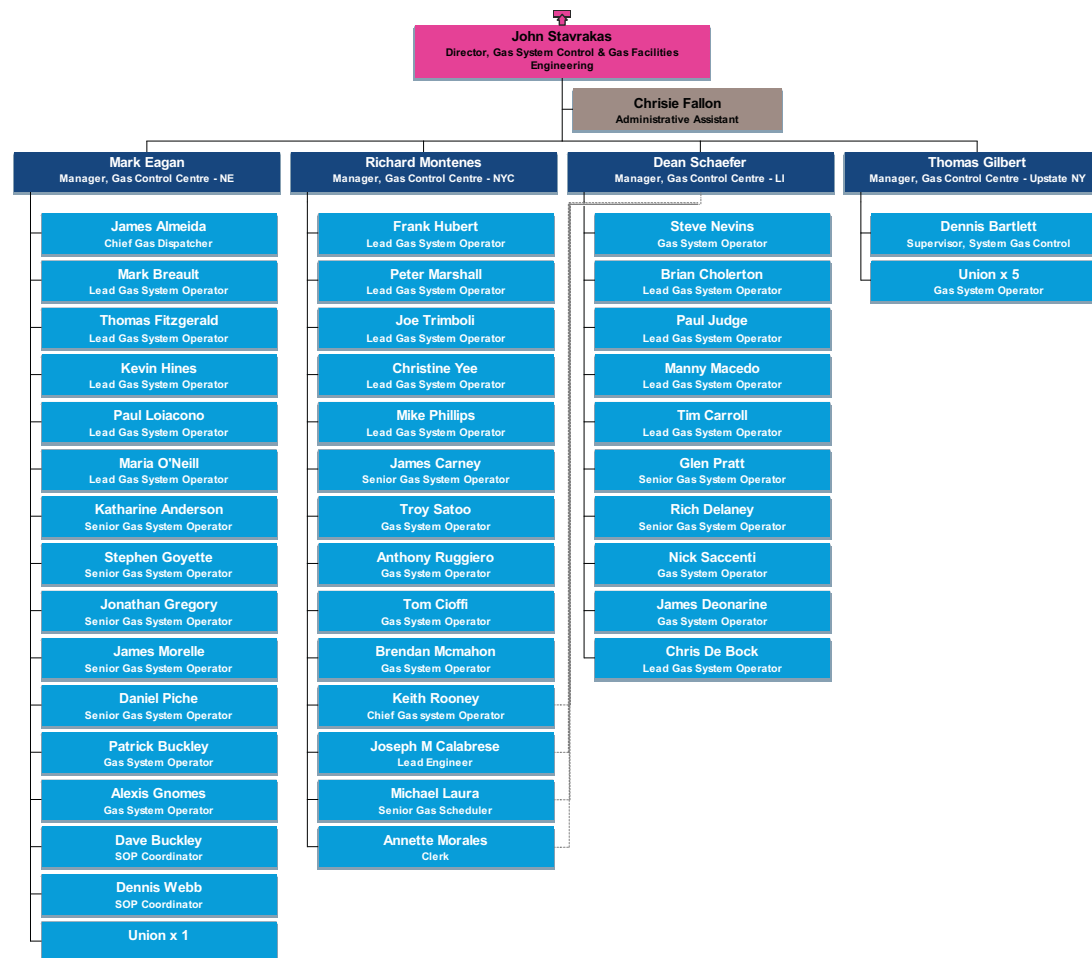 John Stavrakas
Director, Gas System Control & Gas Facilities
Engineering
Chrisie Fallon
Administrative Assistant
Mark Eagan
Manager, Gas Control Centre - NE
Richard Montenes
Manager, Gas Control Centre - NYC
Dean Schaefer
Manager, Gas Control Centre - LI
Thomas Gilbert
Manager, Gas Control Centre - Upstate NY
James Almeida
Chief Gas Dispatcher
Mark Breault
Lead Gas System Operator
Thomas Fitzgerald
Lead Gas System Operator
Kevin Hines
Lead Gas System Operator
Paul Loiacono
Lead Gas System Operator
Maria O'Neill
Lead Gas System Operator
Katharine Anderson
Senior Gas System Operator
Stephen Goyette
Senior Gas System Operator
Jonathan Gregory
Senior Gas System Operator
James Morelle
Senior Gas System Operator
Daniel Piche
Senior Gas System Operator
Patrick Buckley
Gas System Operator
Alexis Gnomes
Gas System Operator
Dave Buckley
SOP Coordinator
Dennis Webb
SOP Coordinator
Union x 1
Frank Hubert
Lead Gas System Operator
Peter Marshall
Lead Gas System Operator
Joe Trimboli
Lead Gas System Operator
Christine Yee
Lead Gas System Operator
Mike Phillips
Lead Gas System Operator
James Carney
Senior Gas System Operator
Troy Satoo
Gas System Operator
Anthony Ruggiero
Gas System Operator
Tom Cioffi
Gas System Operator
Brendan Mcmahon
Gas System Operator
Keith Rooney
Chief Gas system Operator
Joseph M Calabrese
Lead Engineer
Michael Laura
Senior Gas Scheduler
Annette Morales
Clerk
Steve Nevins
Gas System Operator
Brian Cholerton
Lead Gas System Operator
Paul Judge
Lead Gas System Operator
Manny Macedo
Lead Gas System Operator
Tim Carroll
Lead Gas System Operator
Glen Pratt
Senior Gas System Operator
Rich Delaney
Senior Gas System Operator
Nick Saccenti
Gas System Operator
James Deonarine
Gas System Operator
Chris De Bock
Lead Gas System Operator
Dennis Bartlett
Supervisor, System Gas Control
Union x 5
Gas System Operator